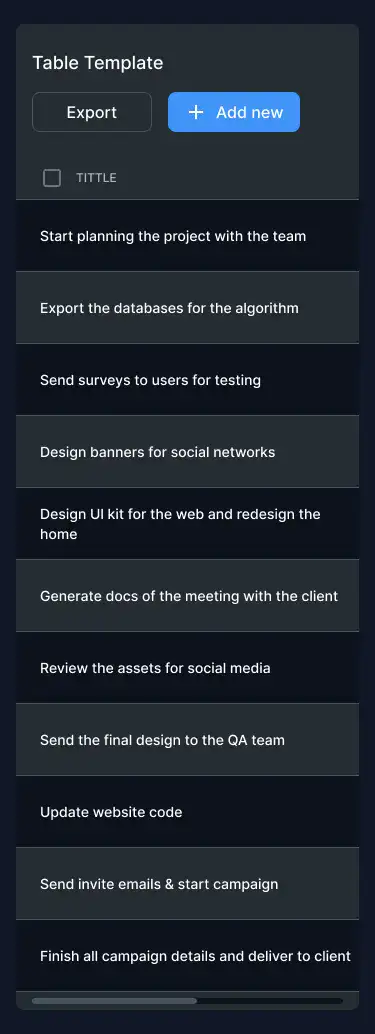 Table Template
Export
Add new
TITTLE
Start planning the project with the team
Export the databases for the algorithm
Send surveys to users for testing
Design banners for social networks
Design UI kit for the web and redesign the
home
Generate docs of the meeting with the client
Review the assets for social media
Send the final design to the QA team
Update website code
Send invite emails & start campaign
Finish all campaign details and deliver to client